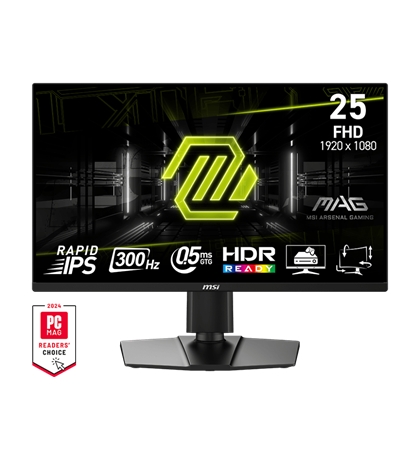 25
FHD
1920 x 1080
MAG
MSI ARSENAL GAMING
RAPID
IPS
300Hz
0.5ms
GTG
HDR
READY
msi
2024
PC
MAG
READERS'
CHOICE